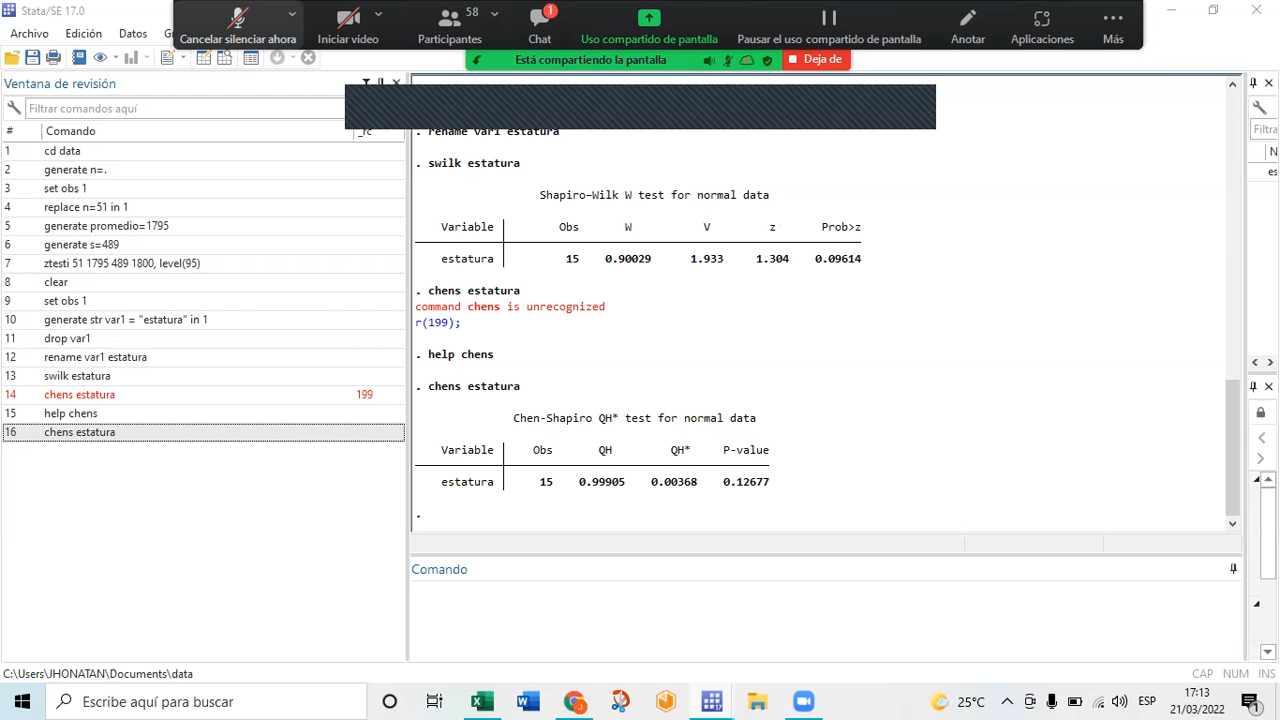 Stata/SE 17.0
Cancelar silenciar ahora
Iniciar video
58
Participantes
1
Chat
Uso compartido de pantalla
Pausar el uso compartido de pantalla
Anotar
Aplicaciones
Más
Archivo Edición Datos
Está compartiendo la pantalla
Deja de
Ventana de revisión
Filtrar comandos aquí
# Comando _rc
1 cd data
2 generate n=.
3 set obs 1
4 replace n=51 in 1
5 generate promedio=1795
6 generate s=489
7 ztesti 51 1795 489 1800, level(95)
8 clear
9 set obs 1
10 generate str var1 = "estatura" in 1
11 drop var1
12 rename var1 estatura
13 swilk estatura
14 chens estatura 199
15 help chens
16 chens estatura
. rename var1 estatura
. swilk estatura
Shapiro–Wilk W test for normal data
Variable Obs W V z Prob>z
estatura 15 0.90029 1.933 1.304 0.09614
. chens estatura
command chens is unrecognized
r(199);
. help chens
. chens estatura
Chen-Shapiro QH* test for normal data
Variable Obs QH QH* P-value
estatura 15 0.99905 0.00368 0.12677
.
Comando
Filtra
N
es
C:\Users\JHONATAN\Documents\data
CAP NUM INS
Escribe aquí para buscar
25°C
ESP
17:13
21/03/2022
1